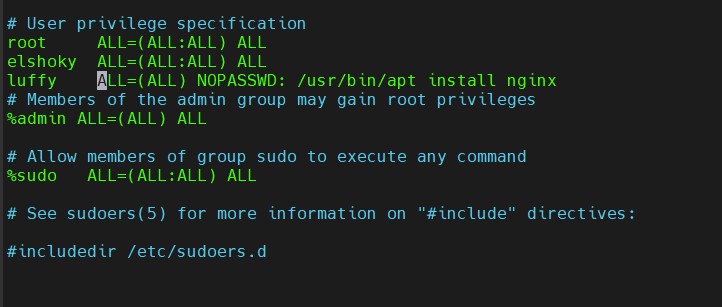 # User privilege specification
root     ALL=(ALL:ALL) ALL
elshoky  ALL=(ALL:ALL) ALL
luffy    ALL=(ALL) NOPASSWD: /usr/bin/apt install nginx
# Members of the admin group may gain root privileges
%admin ALL=(ALL) ALL
# Allow members of group sudo to execute any command
%sudo   ALL=(ALL:ALL) ALL
# See sudoers(5) for more information on "#include" directives:
#includedir /etc/sudoers.d